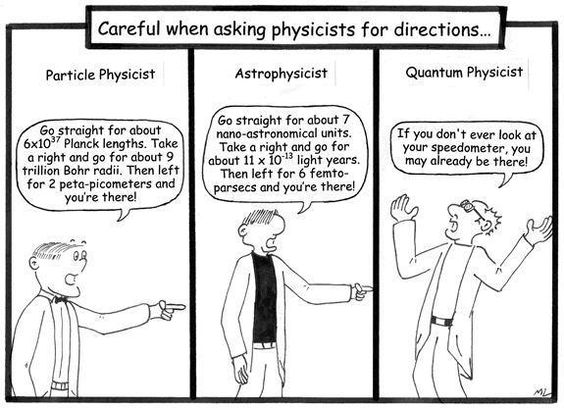 Careful when asking physicists for directions...
Particle Physicist
Go straight for about
6x10³⁷ Planck lengths. Take
a right and go for about 9
trillion Bohr radii. Then left
for 2 peta-picometers and
you're there!
Astrophysicist
Go straight for about 7
nano-astronomical units.
Take a right and go for
about 11 x 10⁻¹³ light years.
Then left for 6 femto-
parsecs and you're there!
Quantum Physicist
If you don't ever look at
your speedometer, you
may already be there!
ML